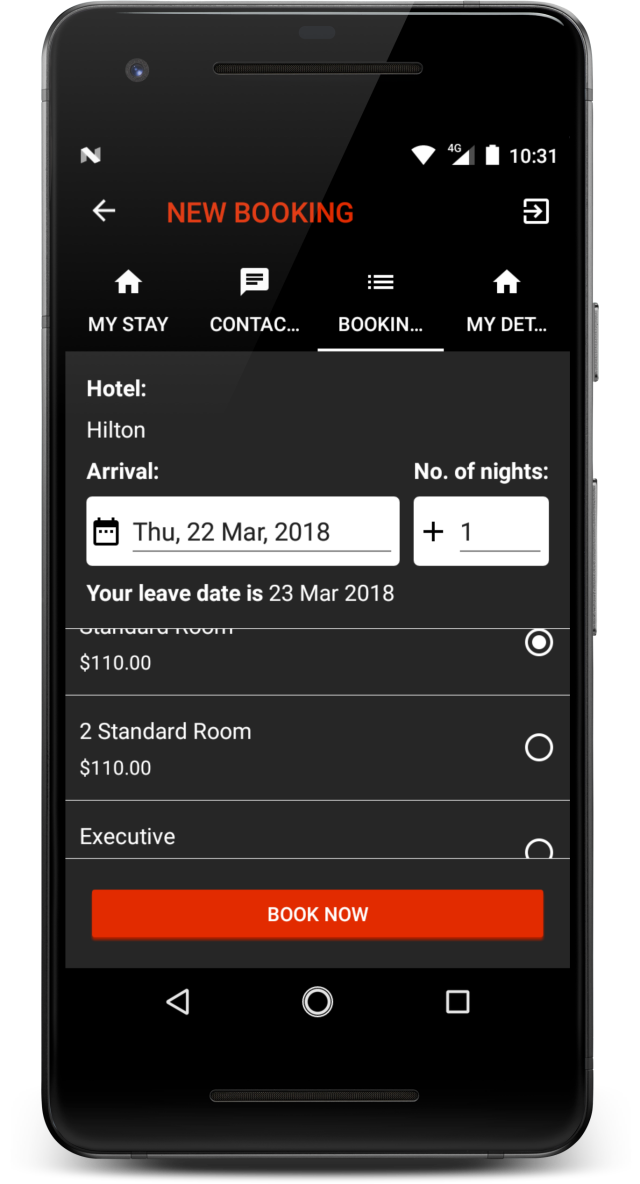 4G 10:31
NEW BOOKING
MY STAY CONTAC... BOOKIN... MY DET...
Hotel:
Hilton
Arrival: No. of nights:
Thu, 22 Mar, 2018 + 1
Your leave date is 23 Mar 2018
Standard Room
$110.00
2 Standard Room
$110.00
Executive
BOOK NOW